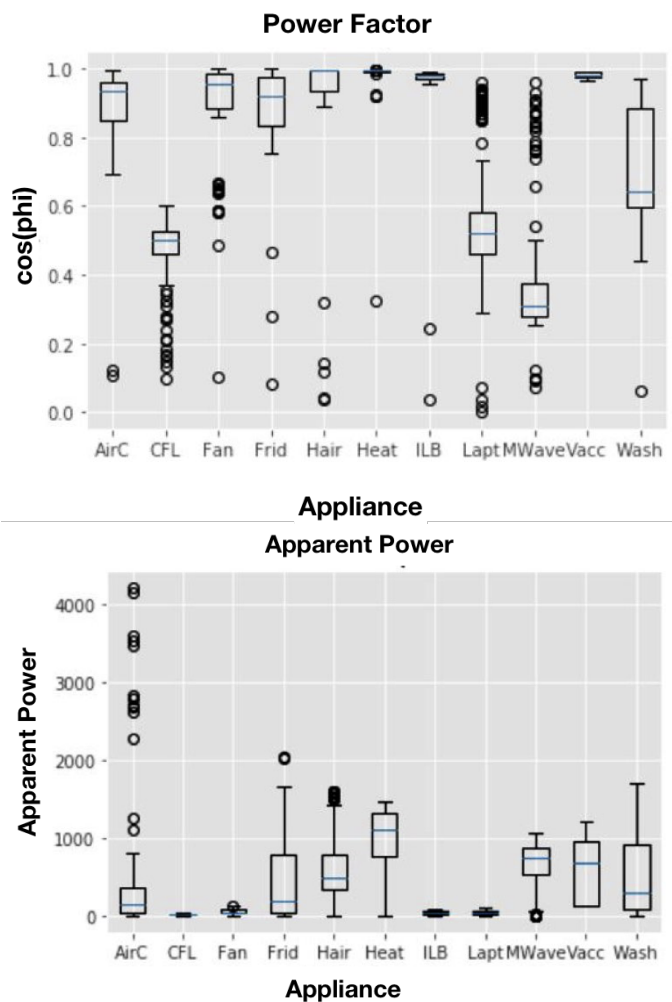 Power Factor
cos(phi)
1.0
0.8
0.6
0.4
0.2
0.0
AirC CFL Fan Frid Hair Heat ILB Lapt MWave Vacc Wash
Appliance
Apparent Power
Apparent Power
4000
3000
2000
1000
0
AirC CFL Fan Frid Hair Heat ILB Lapt MWave Vacc Wash
Appliance